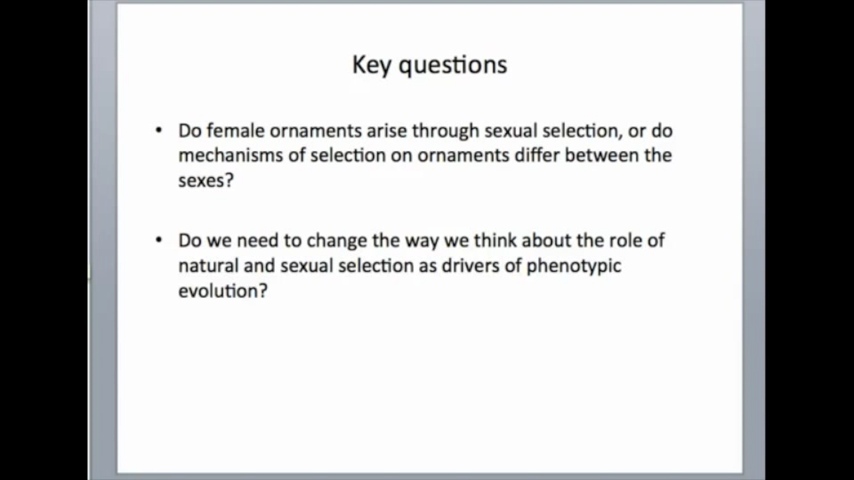 Key questions
• Do female ornaments arise through sexual selection, or do
mechanisms of selection on ornaments differ between the
sexes?
• Do we need to change the way we think about the role of
natural and sexual selection as drivers of phenotypic
evolution?